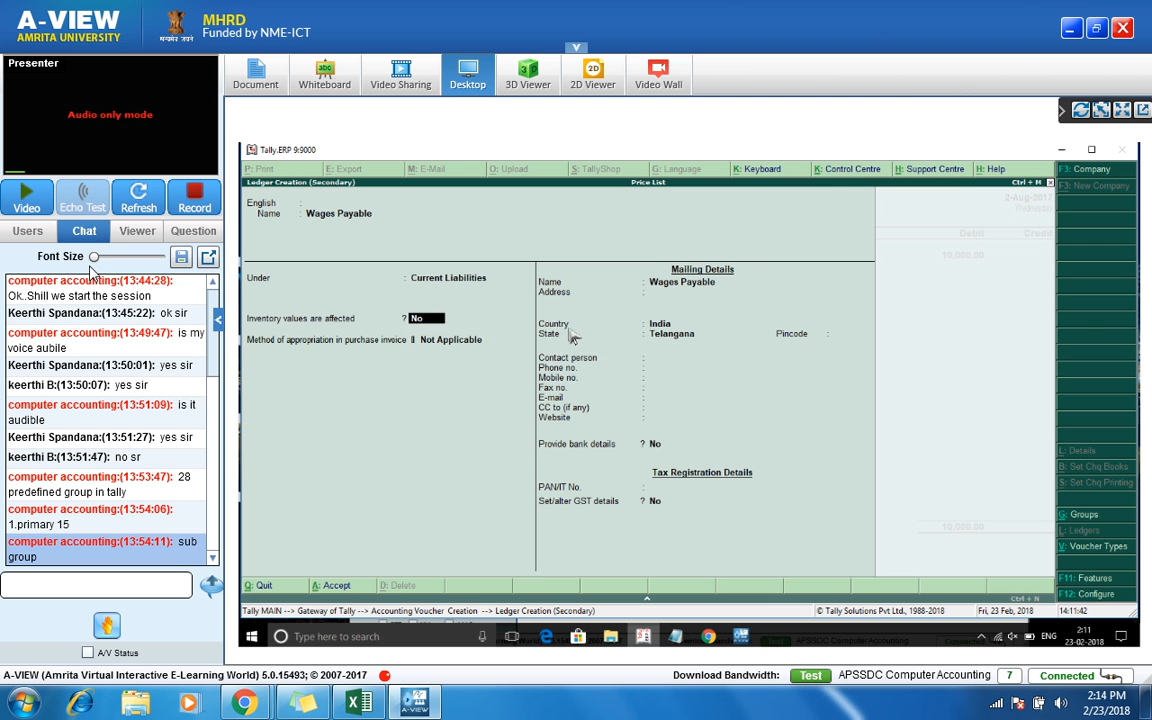 A-VIEW
AMRITA UNIVERSITY
MHRD
Funded by NME-ICT
Presenter
Audio only mode
Document
Whiteboard
Video Sharing
Desktop
3D Viewer
2D Viewer
Video Wall
Video
Echo Test
Refresh
Record
Users
Chat
Viewer
Question
Font Size
computer accounting:(13:44:28):
Ok..Shill we start the session
Keerthi Spandana:(13:45:22): ok sir
computer accounting:(13:49:47): is my
voice aubile
Keerthi Spandana:(13:50:01): yes sir
keerthi B:(13:50:07): yes sir
computer accounting:(13:51:09): is it
audible
Keerthi Spandana:(13:51:27): yes sir
keerthi B:(13:51:47): no sr
computer accounting:(13:53:47): 28
predefined group in tally
computer accounting:(13:54:06):
1.primary 15
computer accounting:(13:54:11): sub
group
A/V Status
Tally.ERP 9:9000
P: Print
E: Export
M: E-Mail
O: Upload
S: TallyShop
G: Language
K: Keyboard
K: Control Centre
H: Support Centre
H: Help
Ledger Creation (Secondary)
Price List
Ctrl + M
English :
Name : Wages Payable
2-Aug-2017
Debit Credit
10,000.00
Under : Current Liabilities
Inventory values are affected ? No
Method of appropriation in purchase invoice : Not Applicable
Mailing Details
Name : Wages Payable
Address :
Country : India
State : Telangana
Pincode :
Contact person :
Phone no. :
Mobile no. :
Fax no. :
E-mail :
CC to (if any) :
Website :
Provide bank details ? No
Tax Registration Details
PAN/IT No. :
Set/alter GST details ? No
10,000.00
F3: Company
F3: New Company
L: Details
B: Set Chq Books
S: Set Chq Printing
G: Groups
L: Ledgers
V: Voucher Types
F11: Features
F12: Configure
Q: Quit
A: Accept
D: Delete
Ctrl + N
Tally MAIN --> Gateway of Tally --> Accounting Voucher Creation --> Ledger Creation (Secondary)
© Tally Solutions Pvt Ltd., 1988-2018
Fri, 23 Feb, 2018
14:11:42
Type here to search
ENG
2:11
23-02-2018
A-VIEW (Amrita Virtual Interactive E-Learning World) 5.0.15493; © 2007-2017
Download Bandwidth:
Test
APSSDC Computer Accounting
7
Connected
2:14 PM
2/23/2018